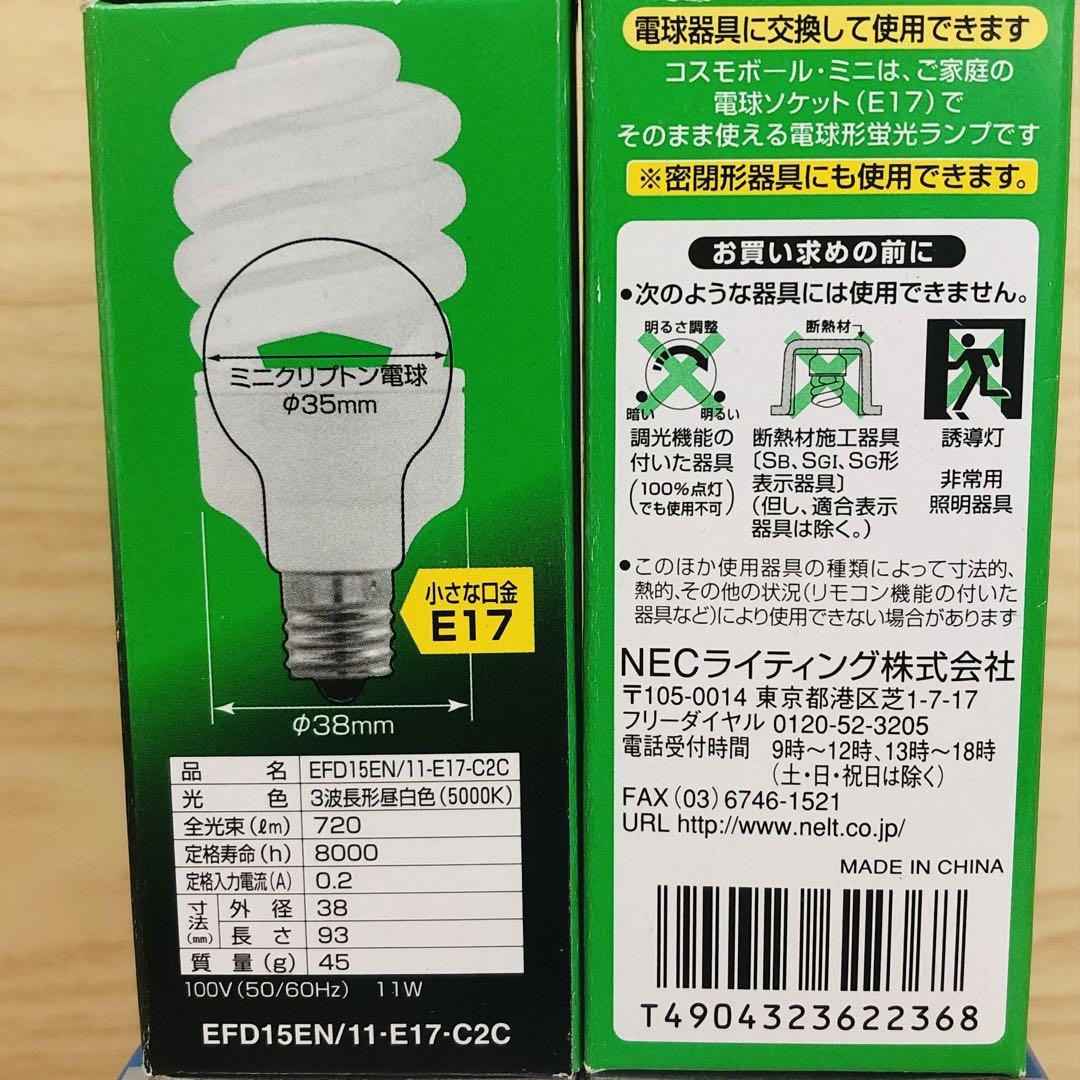 ミニクリプトン電球
φ35mm
小さな口金
E17
φ38mm
品名 EFD15EN/11-E17-C2C
光色 3波長形昼白色(5000K)
全光束(ℓm) 720
定格寿命(h) 8000
定格入力電流(A) 0.2
寸法(mm) 外径 38
長さ 93
質量(g) 45
100V(50/60Hz) 11W
EFD15EN/11-E17-C2C
電球器具に交換して使用できます
コスモボール・ミニは、ご家庭の
電球ソケット(E17)で
そのまま使える電球形蛍光ランプです
※密閉形器具にも使用できます。
お買い求めの前に
●次のような器具には使用できません。
明るさ調整
暗い 明るい
調光機能の
付いた器具
(100%点灯
でも使用不可)
断熱材
断熱材施工器具
〔SB、SGI、SG形
表示器具〕
(但し、適合表示
器具は除く。)
誘導灯
非常用
照明器具
●このほか使用器具の種類によって寸法的、
熱的、その他の状況(リモコン機能の付いた
器具など)により使用できない場合があります
NECライティング株式会社
〒105-0014 東京都港区芝1-7-17
フリーダイヤル 0120-52-3205
電話受付時間 9時〜12時、13時〜18時
(土・日・祝日は除く)
FAX(03)6746-1521
URL http://www.nelt.co.jp/
MADE IN CHINA
T4904323622368